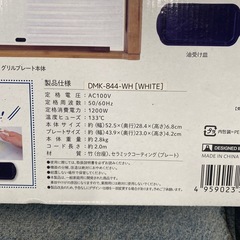 油受け皿
グリルプレート本体
製品仕様 DMK-B44-WH [WHITE]
定格電圧 / AC100V
定格周波数 / 50/60Hz
定格消費電力 / 1200W
温度ヒューズ / 133℃
本体サイズ / 約 (幅)52.5×(奥行)28.4×(高さ)6.8cm
プレートサイズ / 約 (幅)43.9×(奥行)23.0×(高さ)4.2cm
本体重量 / 約2.8kg
コード長さ / 約2.0m
材質 / 竹 (台座)、セラミックコーティング (プレート)
DESIGNED B
MADE IN CHINA
4 959023